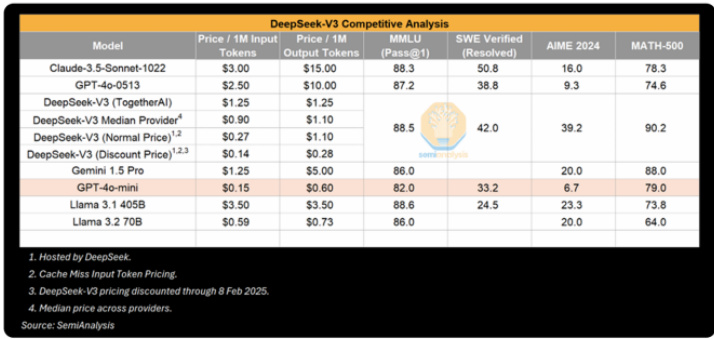 DeepSeek-V3 Competitive Analysis
Model Price / 1M Input Tokens Price / 1M Output Tokens MMLU (Pass@1) SWE Verified (Resolved) AIME 2024 MATH-500
Claude-3.5-Sonnet-1022 $3.00 $15.00 88.3 50.8 16.0 78.3
GPT-4o-0513 $2.50 $10.00 87.2 38.8 9.3 74.6
DeepSeek-V3 (TogetherAI) $1.25 $1.25
DeepSeek-V3 Median Provider4 $0.90 $1.10
88.5 42.0 39.2 90.2
DeepSeek-V3 (Normal Price)1,2 $0.27 $1.10
DeepSeek-V3 (Discount Price)1,2,3 $0.14 $0.28
semianalysis
Gemini 1.5 Pro $1.25 $5.00 86.0 20.0 88.0
GPT-4o-mini $0.15 $0.60 82.0 33.2 6.7 79.0
Llama 3.1 405B $3.50 $3.50 88.6 24.5 23.3 73.8
Llama 3.2 70B $0.59 $0.73 86.0 20.0 64.0
1. Hosted by DeepSeek.
2. Cache Miss Input Token Pricing.
3. DeepSeek-V3 pricing discounted through 8 Feb 2025.
4. Median price across providers.
Source: SemiAnalysis